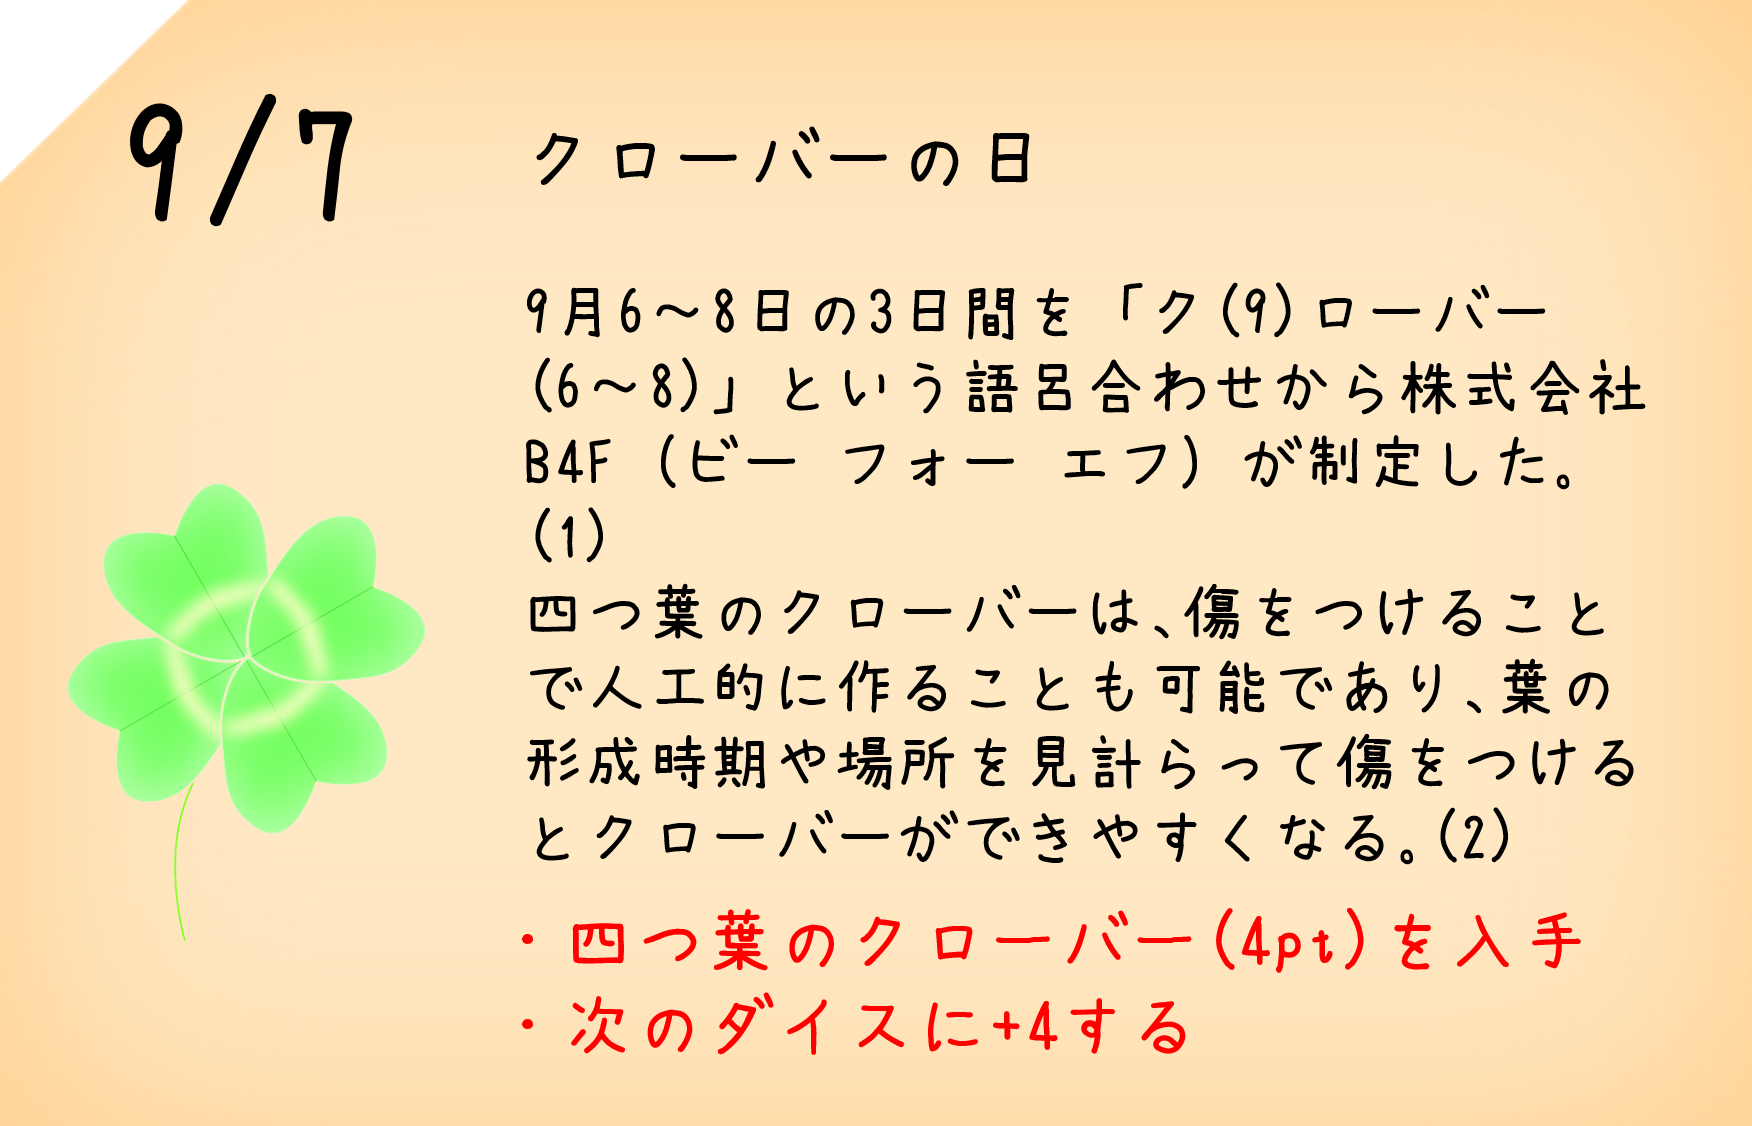 9/7
クローバーの日
9月6～8日の3日間を「ク(9)ローバー
(6～8)」という語呂合わせから株式会社
B4F (ビー フォー エフ) が制定した。
(1)
四つ葉のクローバーは、傷をつけること
で人工的に作ることも可能であり、葉の
形成時期や場所を見計らって傷をつける
とクローバーができやすくなる。(2)
・四つ葉のクローバー(4pt)を入手
・次のダイスに+4する